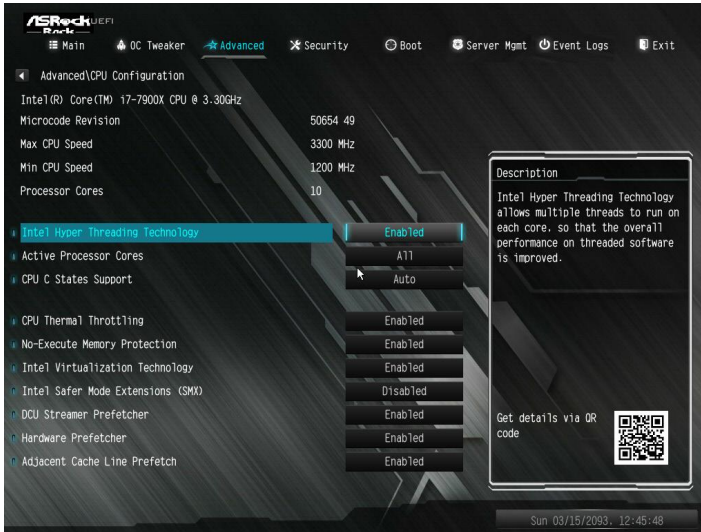 ASRock UEFI
Rack
Main OC Tweaker Advanced Security Boot Server Mgmt Event Logs Exit
Advanced\CPU Configuration
Intel(R) Core(TM) i7-7900X CPU @ 3.30GHz
Microcode Revision 50654 49
Max CPU Speed 3300 MHz
Min CPU Speed 1200 MHz
Processor Cores 10
Intel Hyper Threading Technology Enabled
Active Processor Cores All
CPU C States Support Auto
CPU Thermal Throttling Enabled
No-Execute Memory Protection Enabled
Intel Virtualization Technology Enabled
Intel Safer Mode Extensions (SMX) Disabled
DCU Streamer Prefetcher Enabled
Hardware Prefetcher Enabled
Adjacent Cache Line Prefetch Enabled
Description
Intel Hyper Threading Technology
allows multiple threads to run on
each core, so that the overall
performance on threaded software
is improved.
Get details via QR
code
Sun 03/15/2093. 12:45:48